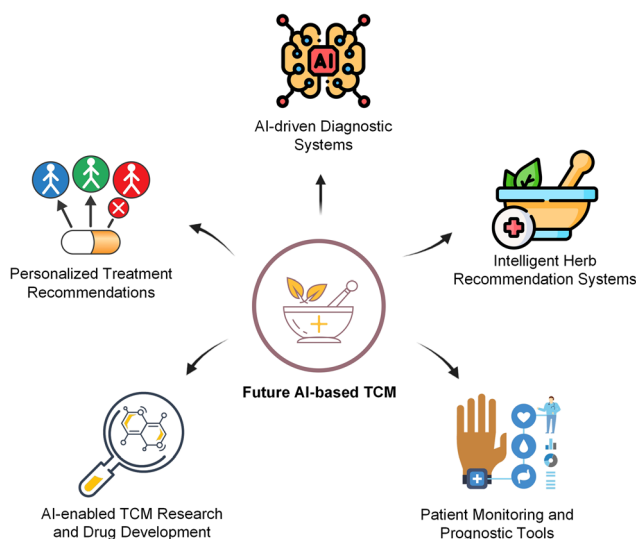 AI
AI-driven Diagnostic
Systems
Personalized Treatment
Recommendations
Intelligent Herb
Recommendation Systems
Future AI-based TCM
AI-enabled TCM Research
and Drug Development
Patient Monitoring and
Prognostic Tools